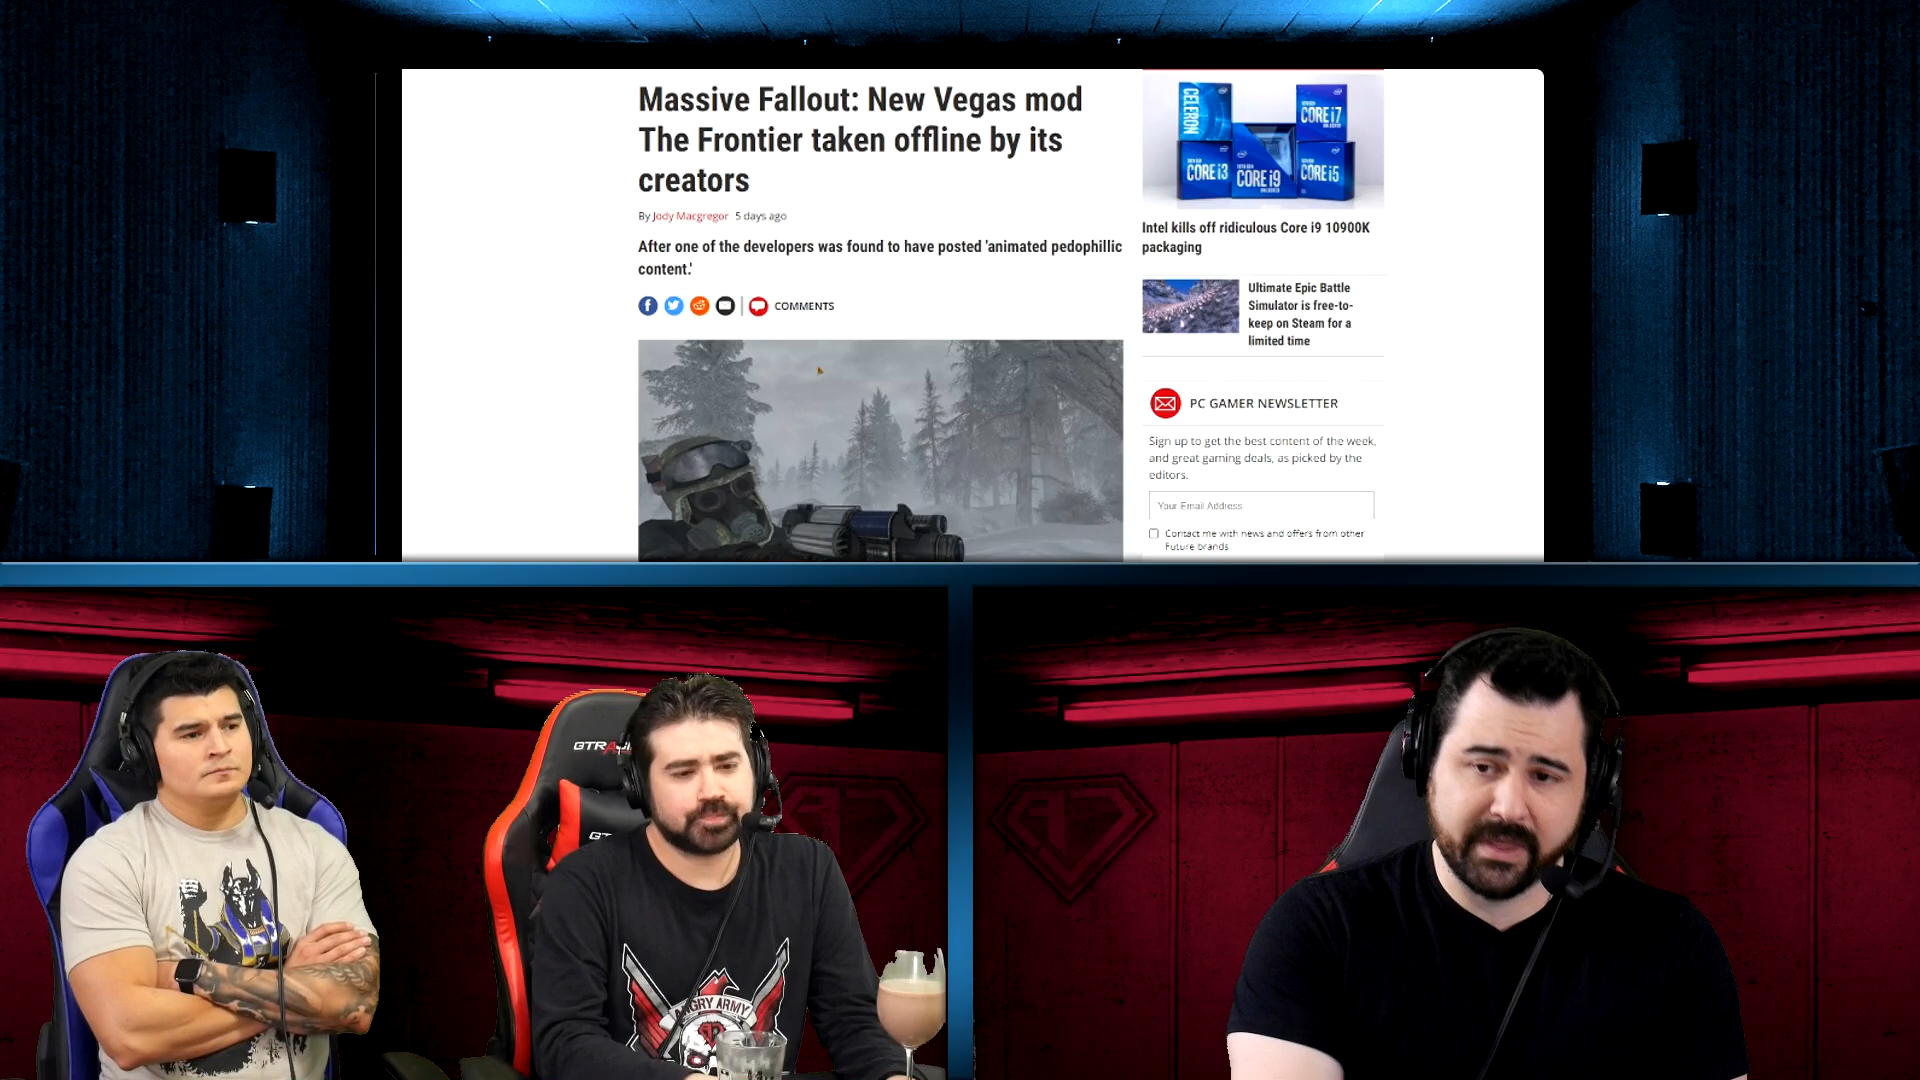 Massive Fallout: New Vegas mod
The Frontier taken offline by its
creators
By Jody Macgregor 5 days ago
After one of the developers was found to have posted 'animated pedophillic
content.'
COMMENTS
CELERON
CORE i7
CORE i3
CORE i9
CORE i5
Intel kills off ridiculous Core i9 10900K
packaging
Ultimate Epic Battle
Simulator is free-to-
keep on Steam for a
limited time
PC GAMER NEWSLETTER
Sign up to get the best content of the week,
and great gaming deals, as picked by the
editors.
Your Email Address
Contact me with news and offers from other
Future brands
GTRA
GT
ANGRY ARMY